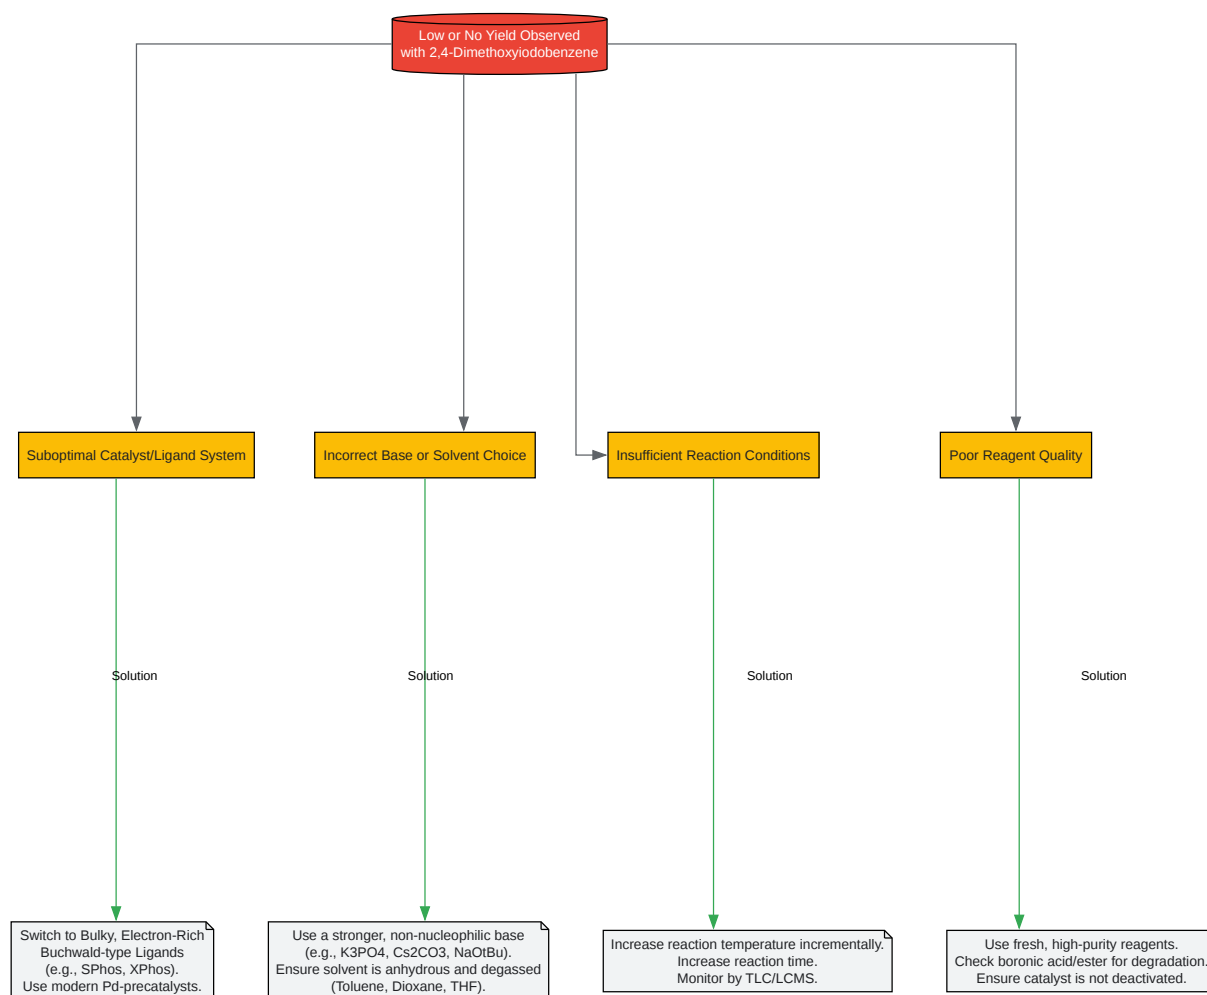 Low or No Yield Observed
with 2,4-Dimethoxyiodobenzene
Suboptimal Catalyst/Ligand System
Incorrect Base or Solvent Choice
Insufficient Reaction Conditions
Poor Reagent Quality
Solution
Solution
Solution
Solution
Switch to Bulky, Electron-Rich
Buchwald-type Ligands
(e.g., SPhos, XPhos).
Use modern Pd-precatalysts.
Use a stronger, non-nucleophilic base
(e.g., K3PO4, Cs2CO3, NaOtBu).
Ensure solvent is anhydrous and degassed
(Toluene, Dioxane, THF).
Increase reaction temperature incrementally.
Increase reaction time.
Monitor by TLC/LCMS.
Use fresh, high-purity reagents.
Check boronic acid/ester for degradation.
Ensure catalyst is not deactivated.